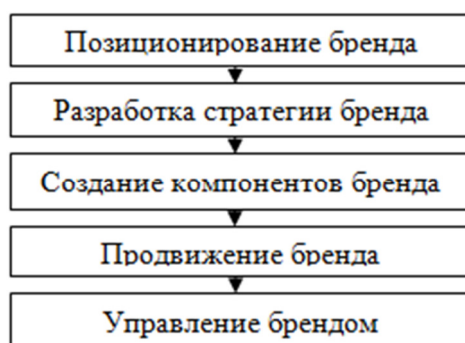 Позиционирование бренда
Разработка стратегии бренда
Создание компонентов бренда
Продвижение бренда
Управление брендом